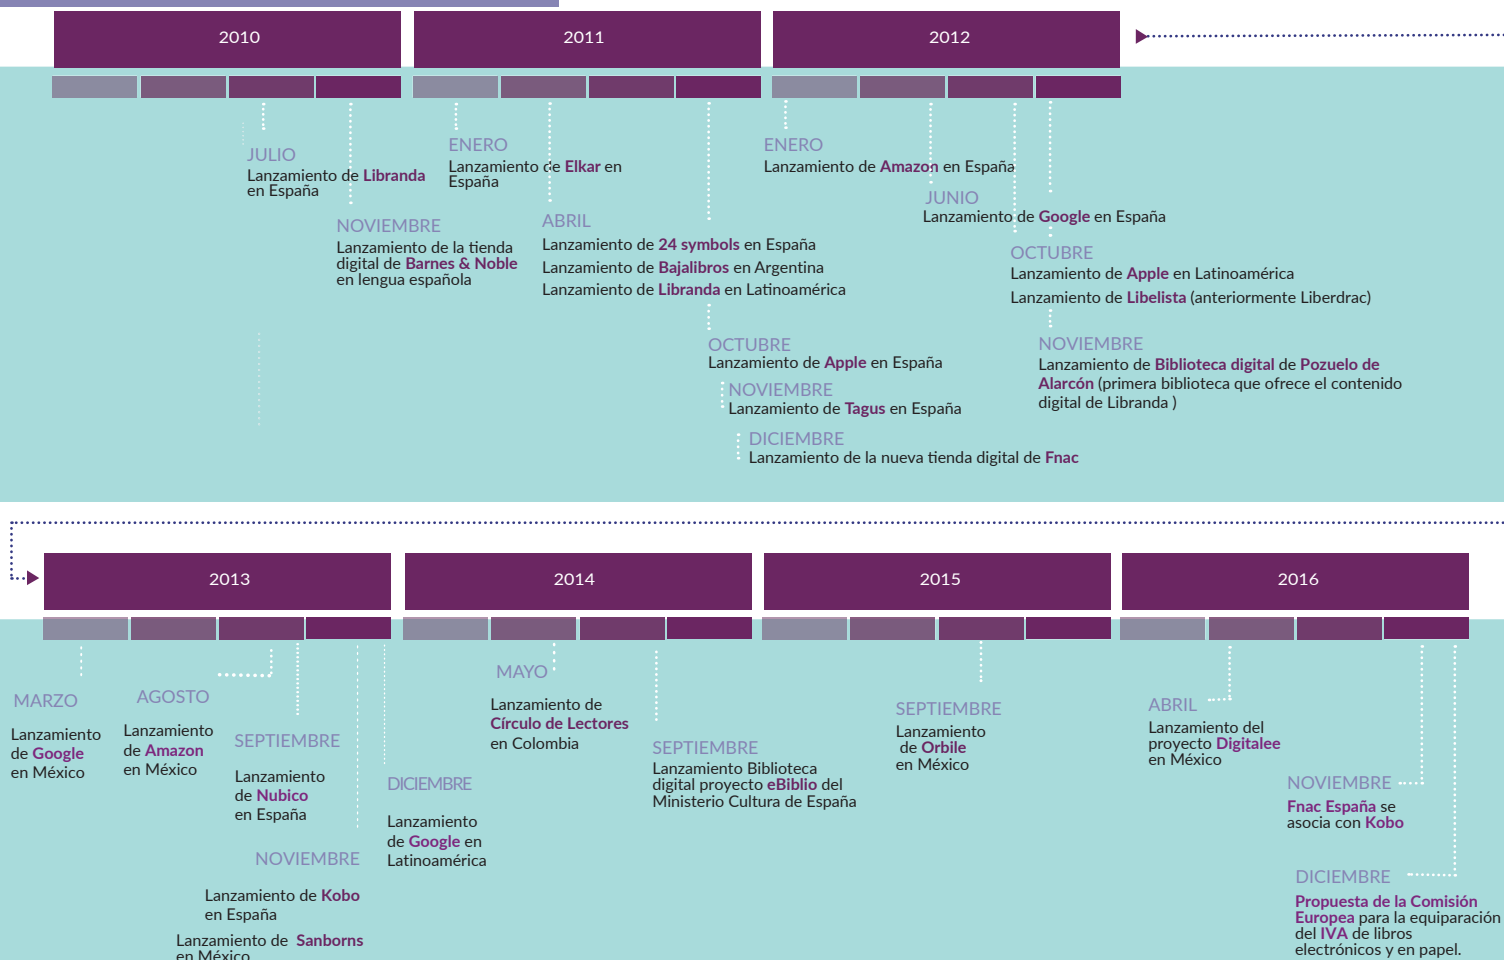 2010
2011
2012
JULIO
Lanzamiento de Libranda
en España
NOVIEMBRE
Lanzamiento de la tienda
digital de Barnes & Noble
en lengua española
ENERO
Lanzamiento de Elkar en
España
ABRIL
Lanzamiento de 24 symbols en España
Lanzamiento de Bajalibros en Argentina
Lanzamiento de Libranda en Latinoamérica
OCTUBRE
Lanzamiento de Apple en España
NOVIEMBRE
Lanzamiento de Tagus en España
DICIEMBRE
Lanzamiento de la nueva tienda digital de Fnac
ENERO
Lanzamiento de Amazon en España
JUNIO
Lanzamiento de Google en España
OCTUBRE
Lanzamiento de Apple en Latinoamérica
Lanzamiento de Libelista (anteriormente Liberdrac)
NOVIEMBRE
Lanzamiento de Biblioteca digital de Pozuelo de
Alarcón (primera biblioteca que ofrece el contenido
digital de Libranda )
2013
2014
2015
2016
MARZO
Lanzamiento
de Google
en México
AGOSTO
Lanzamiento
de Amazon
en México
SEPTIEMBRE
Lanzamiento
de Nubico
en España
NOVIEMBRE
Lanzamiento de Kobo
en España
Lanzamiento de Sanborns
en México
DICIEMBRE
Lanzamiento
de Google en
Latinoamérica
MAYO
Lanzamiento de
Círculo de Lectores
en Colombia
SEPTIEMBRE
Lanzamiento Biblioteca
digital proyecto eBiblio del
Ministerio Cultura de España
SEPTIEMBRE
Lanzamiento
de Orbile
en México
ABRIL
Lanzamiento del
proyecto Digitalee
en México
NOVIEMBRE
Fnac España se
asocia con Kobo
DICIEMBRE
Propuesta de la Comisión
Europea para la equiparación
del IVA de libros
electrónicos y en papel.